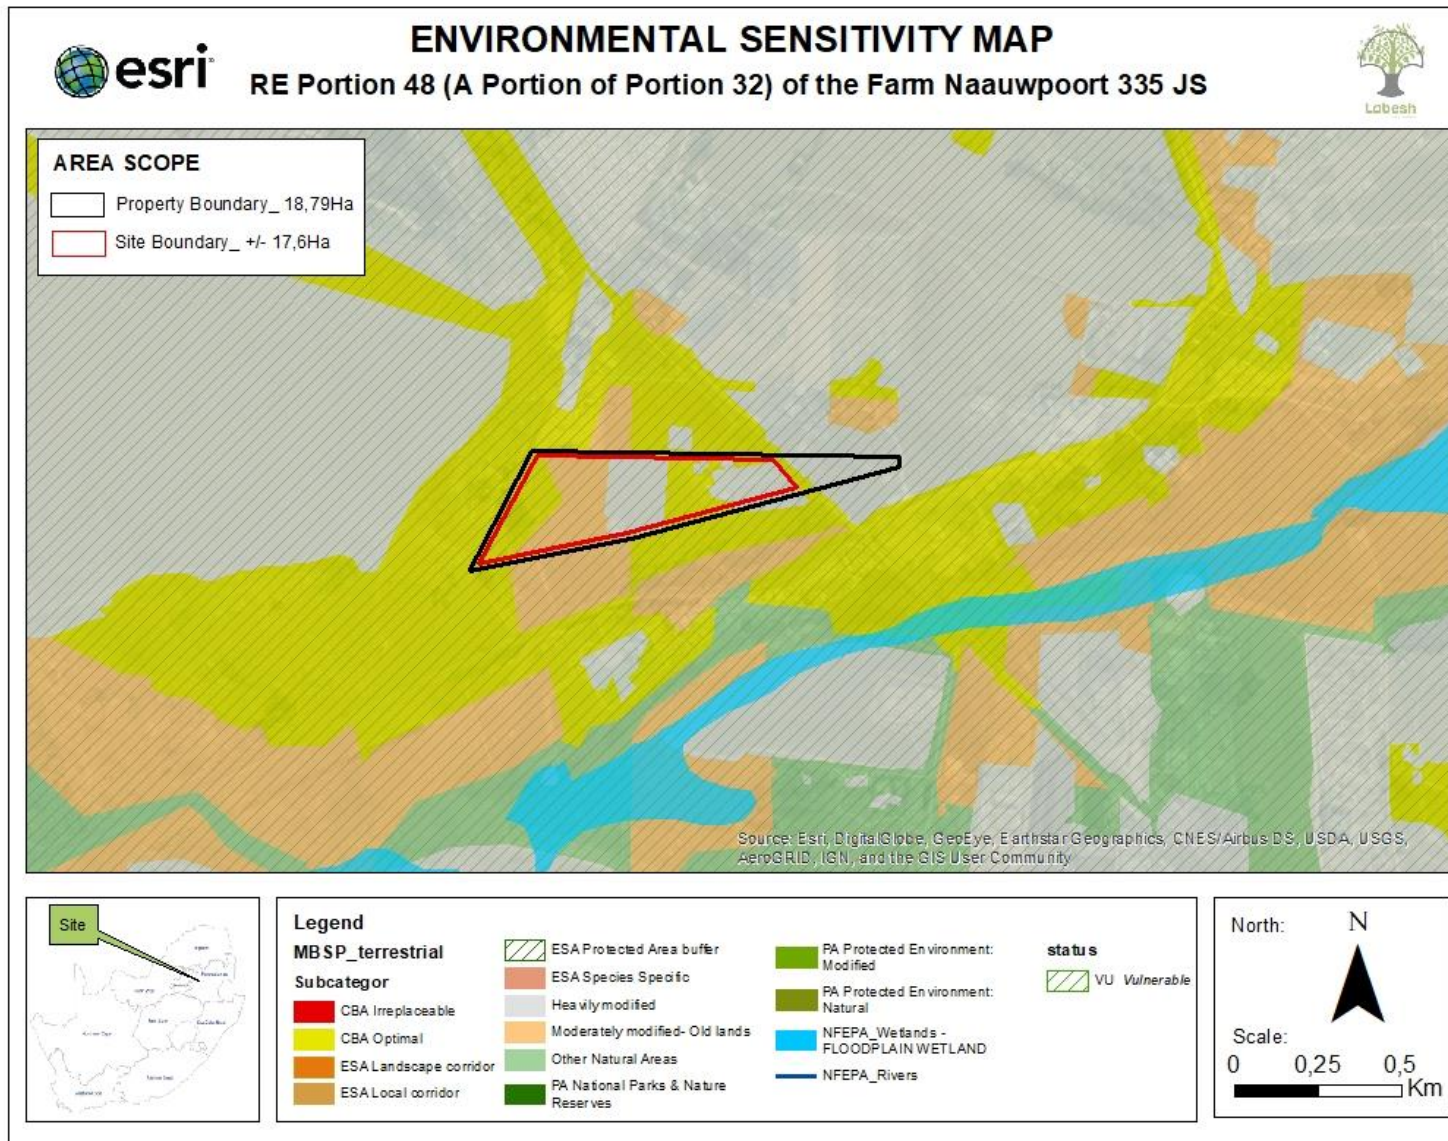 ENVIRONMENTAL SENSITIVITY MAP
esri
RE Portion 48 (A Portion of Portion 32) of the Farm Naauwpoort 335 JS
Labesh
AREA SCOPE
Property Boundary_ 18,79Ha
Site Boundary_ +/- 17,6Ha
Source: Esri, DigitalGlobe, GeoEye, Earthstar Geographics, CNES/Airbus DS, USDA, USGS,
AeroGRID, IGN, and the GIS User Community
Site
Legend
MBSP_terrestrial
Subcategor
CBA Irreplaceable
CBA Optimal
ESA Landscape corridor
ESA Local corridor
ESA Protected Area buffer
ESA Species Specific
Heavily modified
Moderately modified- Old lands
Other Natural Areas
PA National Parks & Nature
Reserves
PA Protected Environment:
Modified
PA Protected Environment:
Natural
NFEPA_Wetlands -
FLOODPLAIN WETLAND
NFEPA_Rivers
status
VU Vulnerable
North:
N
Scale:
0 0,25 0,5
Km